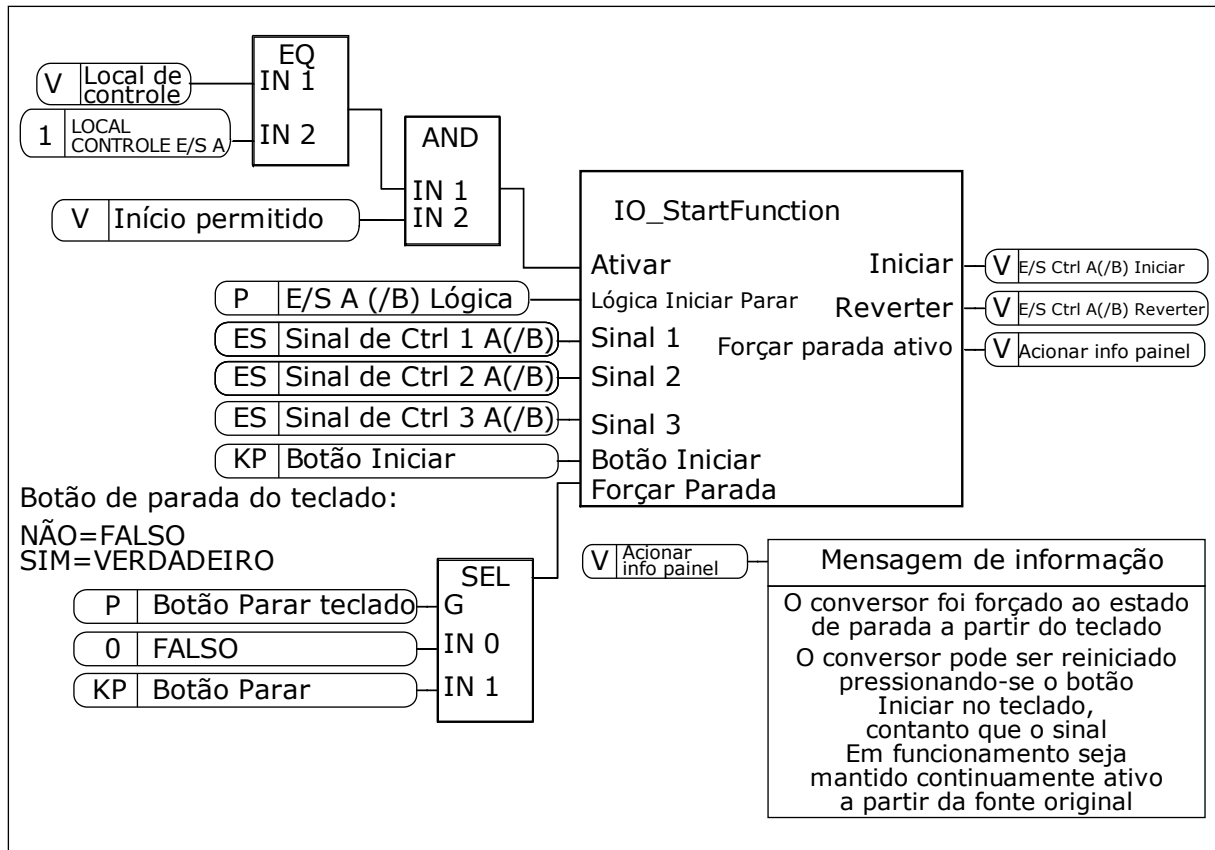 EQ
IN 1
IN 2
V Local de
controle
1 LOCAL
CONTROLE E/S A
AND
IN 1
IN 2
V Início permitido
IO_StartFunction
Ativar
Lógica Iniciar Parar
Sinal 1
Sinal 2
Sinal 3
Botão Iniciar
Forçar Parada
Iniciar
Reverter
Forçar parada ativo
V E/S Ctrl A(/B) Iniciar
V E/S Ctrl A(/B) Reverter
V Acionar info painel
P E/S A (/B) Lógica
ES Sinal de Ctrl 1 A(/B)
ES Sinal de Ctrl 2 A(/B)
ES Sinal de Ctrl 3 A(/B)
KP Botão Iniciar
Botão de parada do teclado:
NÃO=FALSO
SIM=VERDADEIRO
SEL
G
IN 0
IN 1
P Botão Parar teclado
0 FALSO
KP Botão Parar
V Acionar
info painel
Mensagem de informação
O conversor foi forçado ao estado
de parada a partir do teclado
O conversor pode ser reiniciado
pressionando-se o botão
Iniciar no teclado,
contanto que o sinal
Em funcionamento seja
mantido continuamente ativo
a partir da fonte original